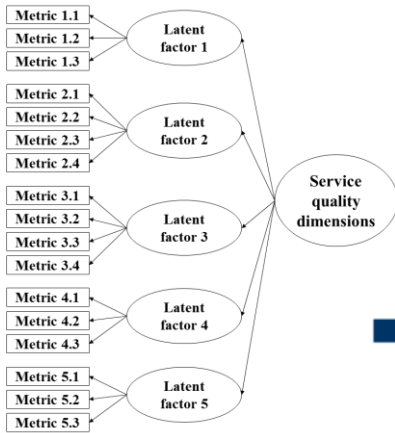 Metric 1.1
Metric 1.2
Metric 1.3
Latent
factor 1
Metric 2.1
Metric 2.2
Metric 2.3
Metric 2.4
Latent
factor 2
Metric 3.1
Metric 3.2
Metric 3.3
Metric 3.4
Latent
factor 3
Metric 4.1
Metric 4.2
Metric 4.3
Latent
factor 4
Metric 5.1
Metric 5.2
Metric 5.3
Latent
factor 5
Service
quality
dimensions